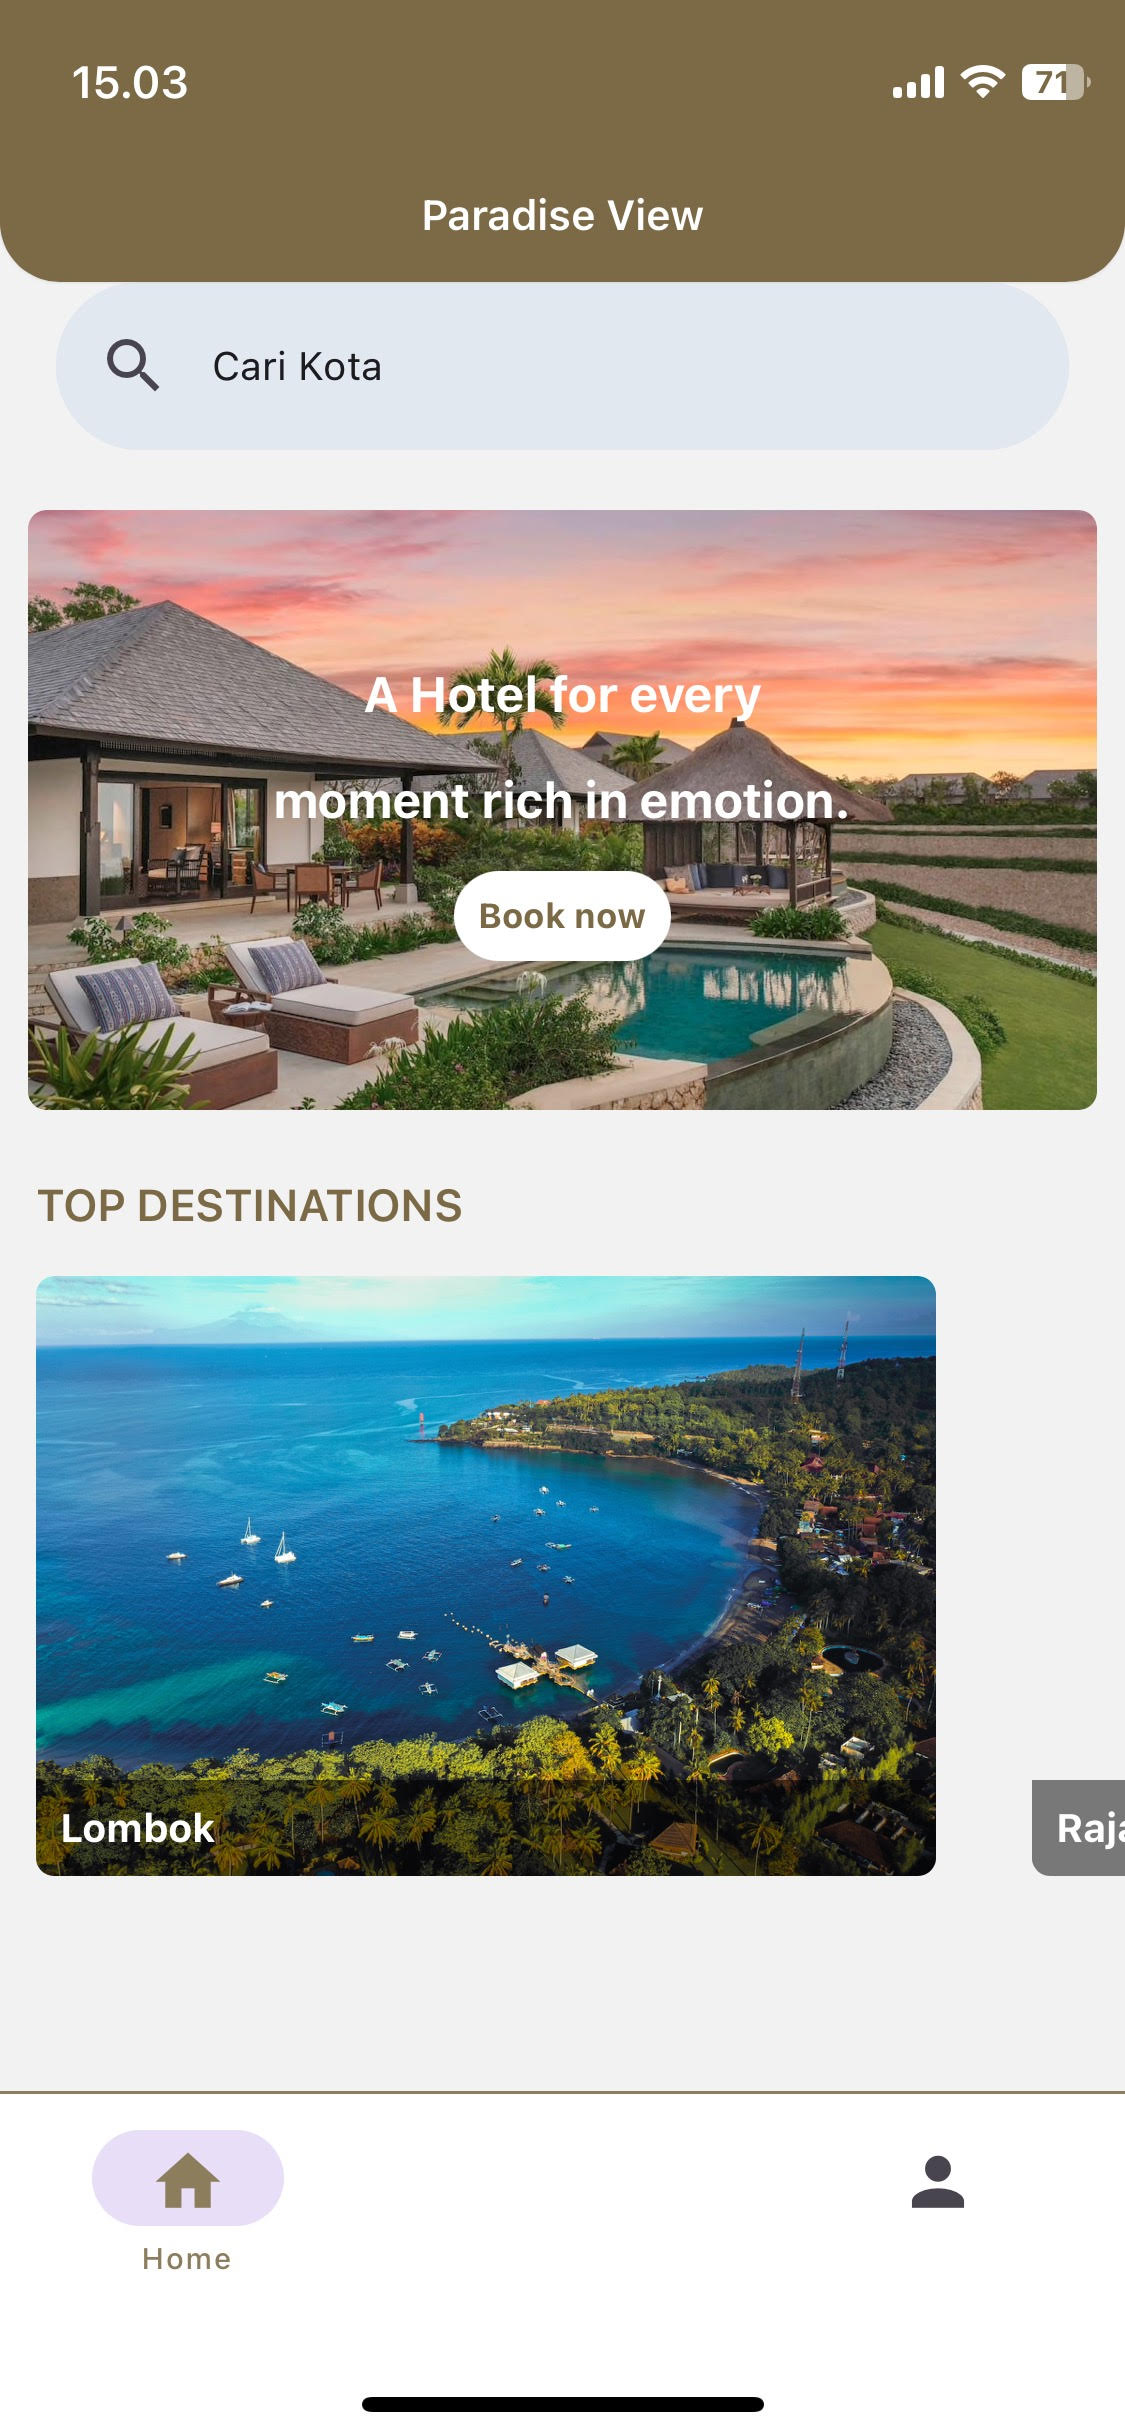 15.03
71
Paradise View
Cari Kota
A Hotel for every
moment rich in emotion.
Book now
TOP DESTINATIONS
Lombok
Raja
Home